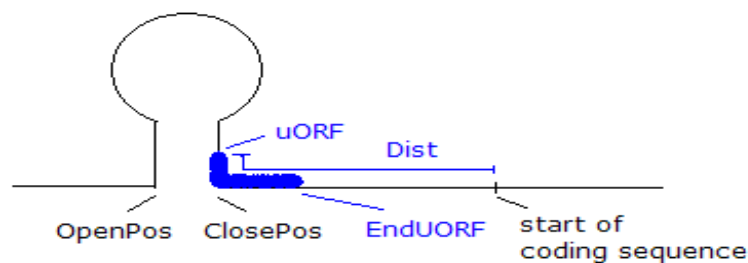 uORF
Dist
OpenPos
ClosePos
EndUORF
start of
coding sequence